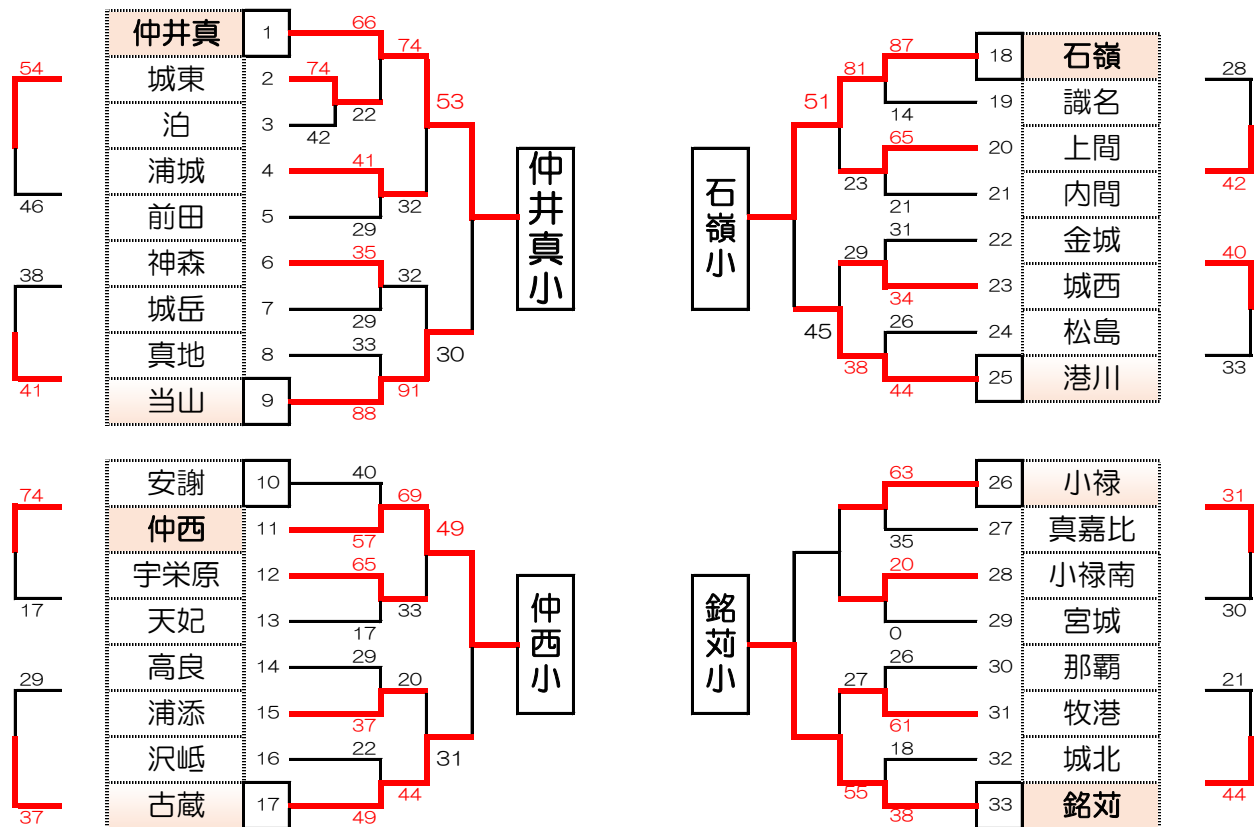 66
仲井真 1
74
54
74
城東 2
53
泊 3
22
42
浦城 4
41
46
32
前田 5
29
神森 6
35
38
32
城岳 7
29
真地 8
33
30
41
91
当山 9
88
仲井真小
87
18 石嶺
81
28
51
19 識名
14
65
20 上間
23
42
21 内間
21
31
22 金城
29
40
23 城西
34
26
24 松島
45
38
33
25 港川
44
石嶺小
安謝 10
40
74
69
仲西 11
49
57
宇栄原 12
65
17
33
天妃 13
17
高良 14
29
29
20
浦添 15
37
沢岻 16
22
31
44
古蔵 17
37
49
仲西小
63
26 小禄
31
27 真嘉比
35
20
28 小禄南
30
29 宮城
0
26
30 那覇
27
21
31 牧港
61
18
32 城北
55
44
33 銘苅
38
銘苅小